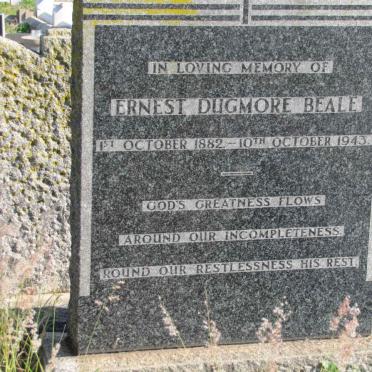 IN LOVING MEMORY OF
ERNEST DUGMORE BEALE
1ST OCTOBER 1882.—10TH OCTOBER 1943.
GOD'S GREATNESS FLOWS
AROUND OUR INCOMPLETENESS
ROUND OUR RESTLESSNESS HIS REST.